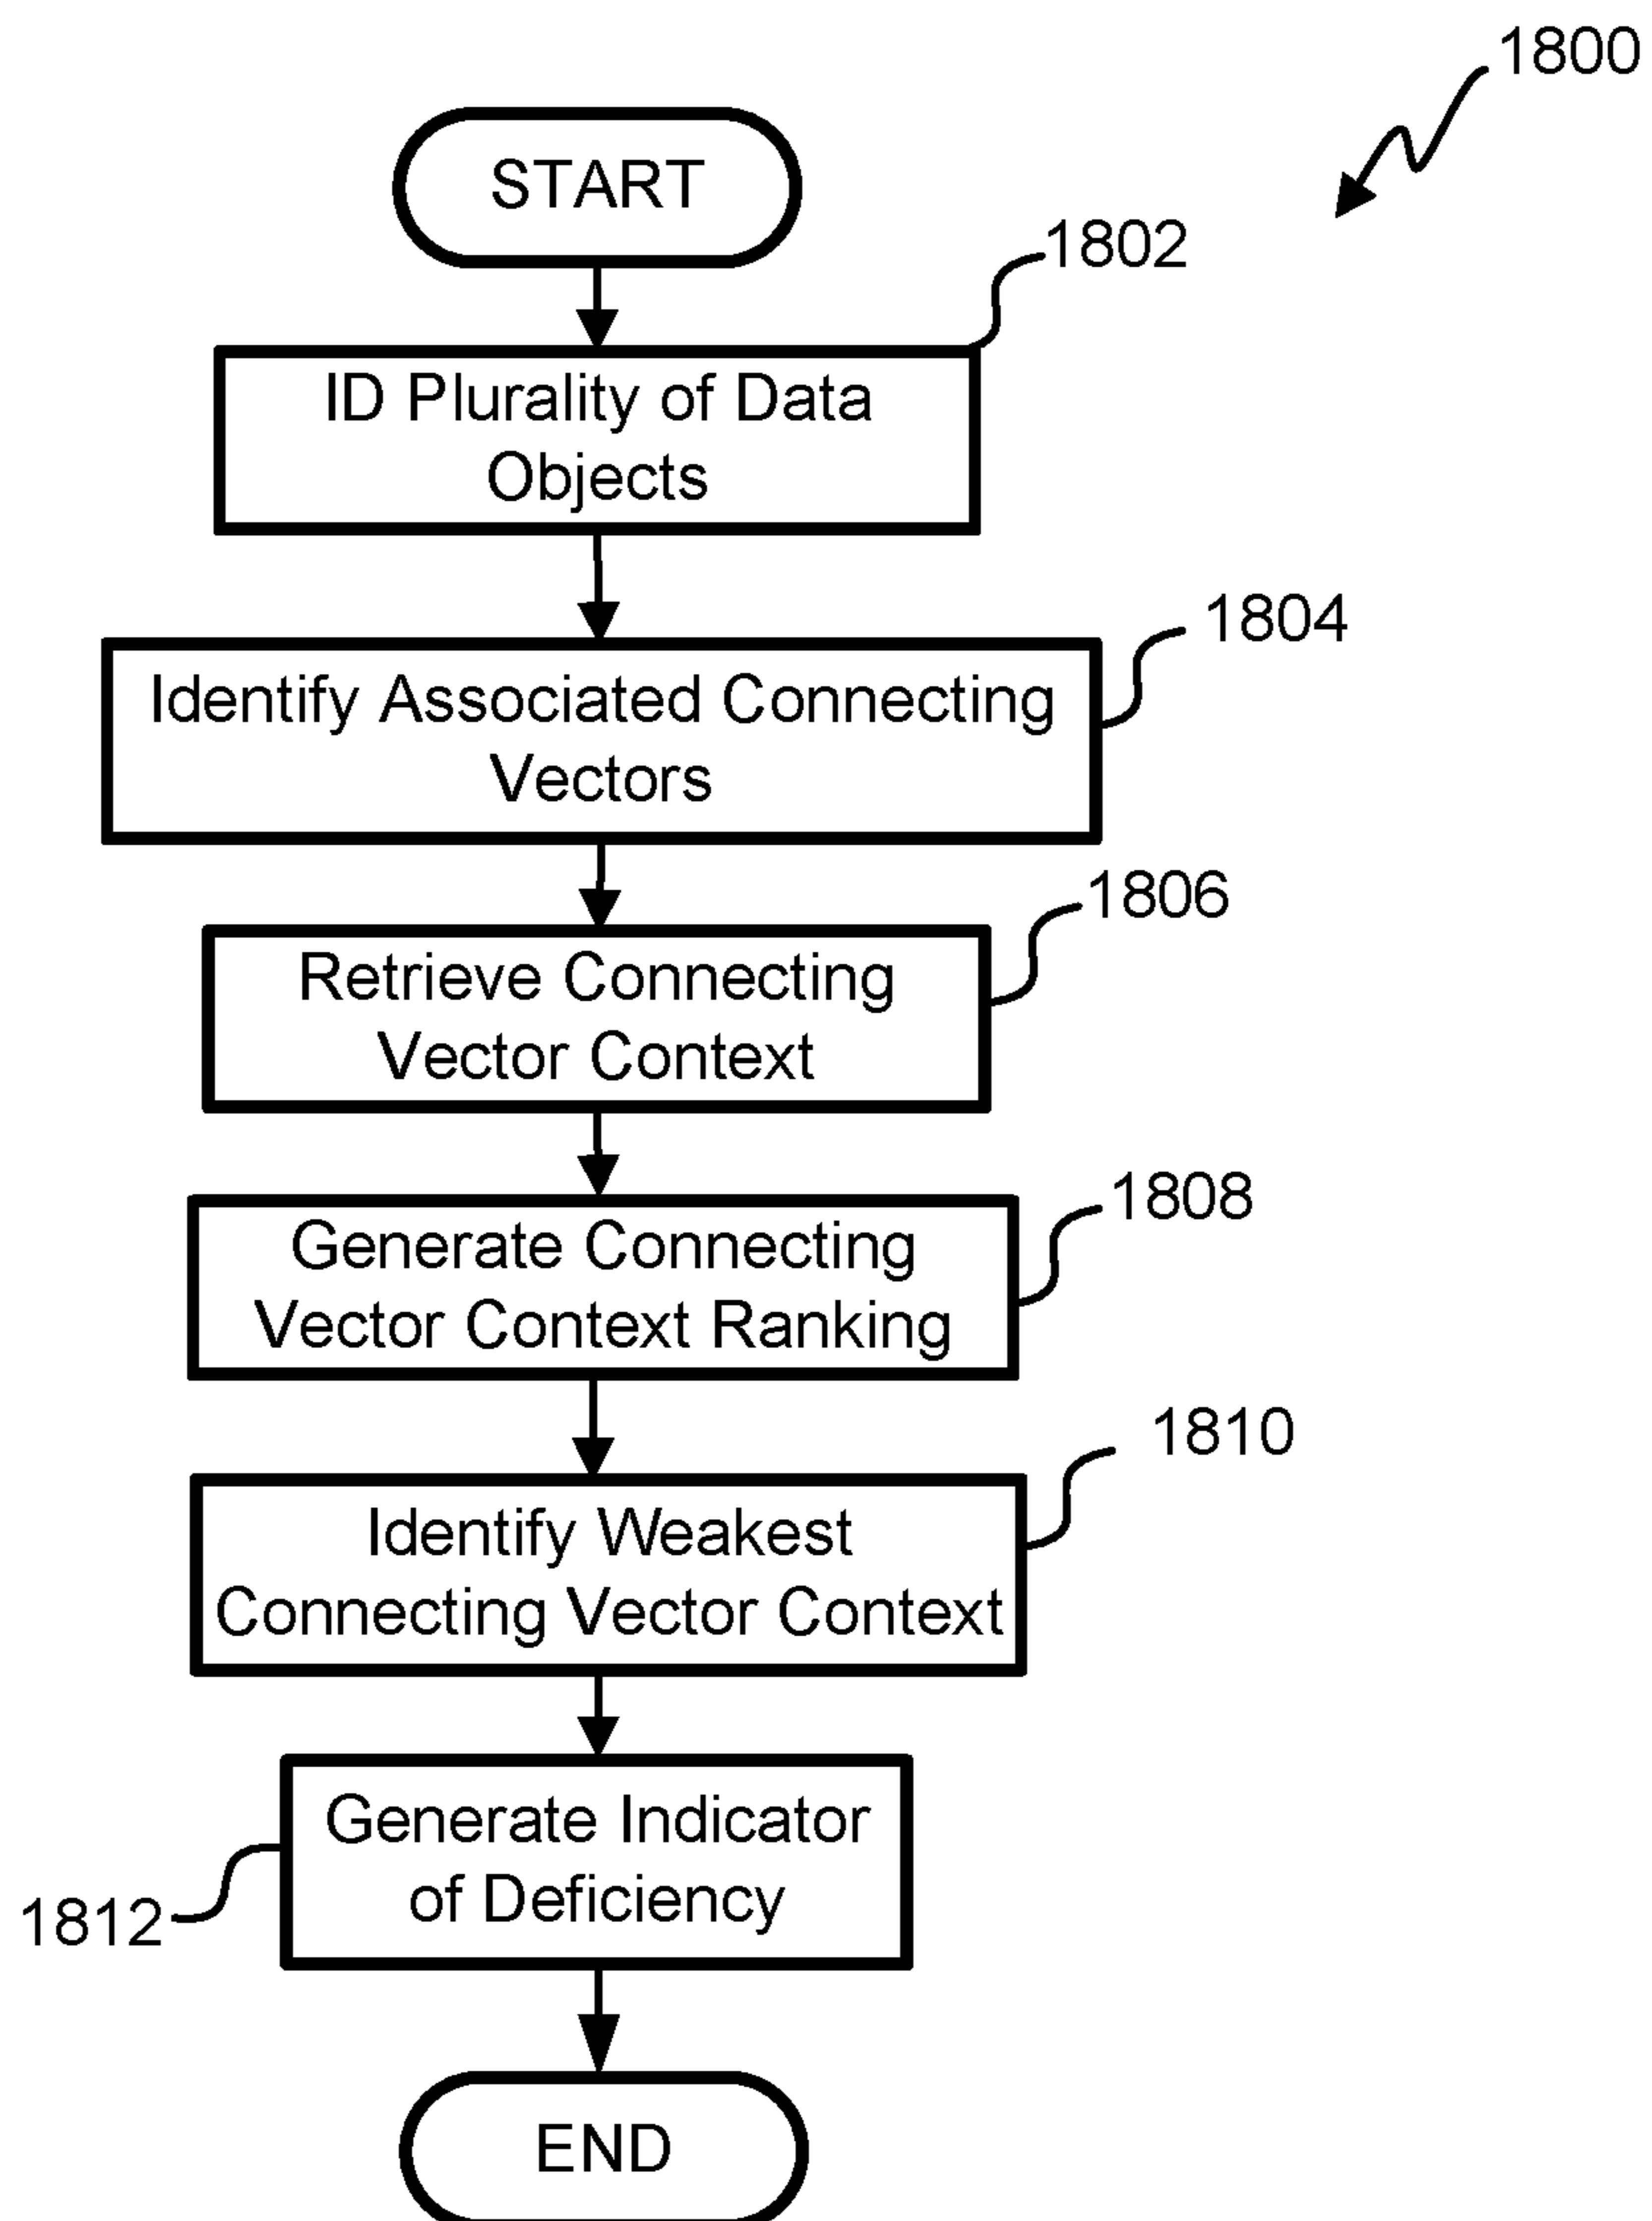 1800
START
1802
ID Plurality of Data
Objects
1804
Identify Associated Connecting
Vectors
1806
Retrieve Connecting
Vector Context
1808
Generate Connecting
Vector Context Ranking
1810
Identify Weakest
Connecting Vector Context
Generate Indicator
of Deficiency
1812
END